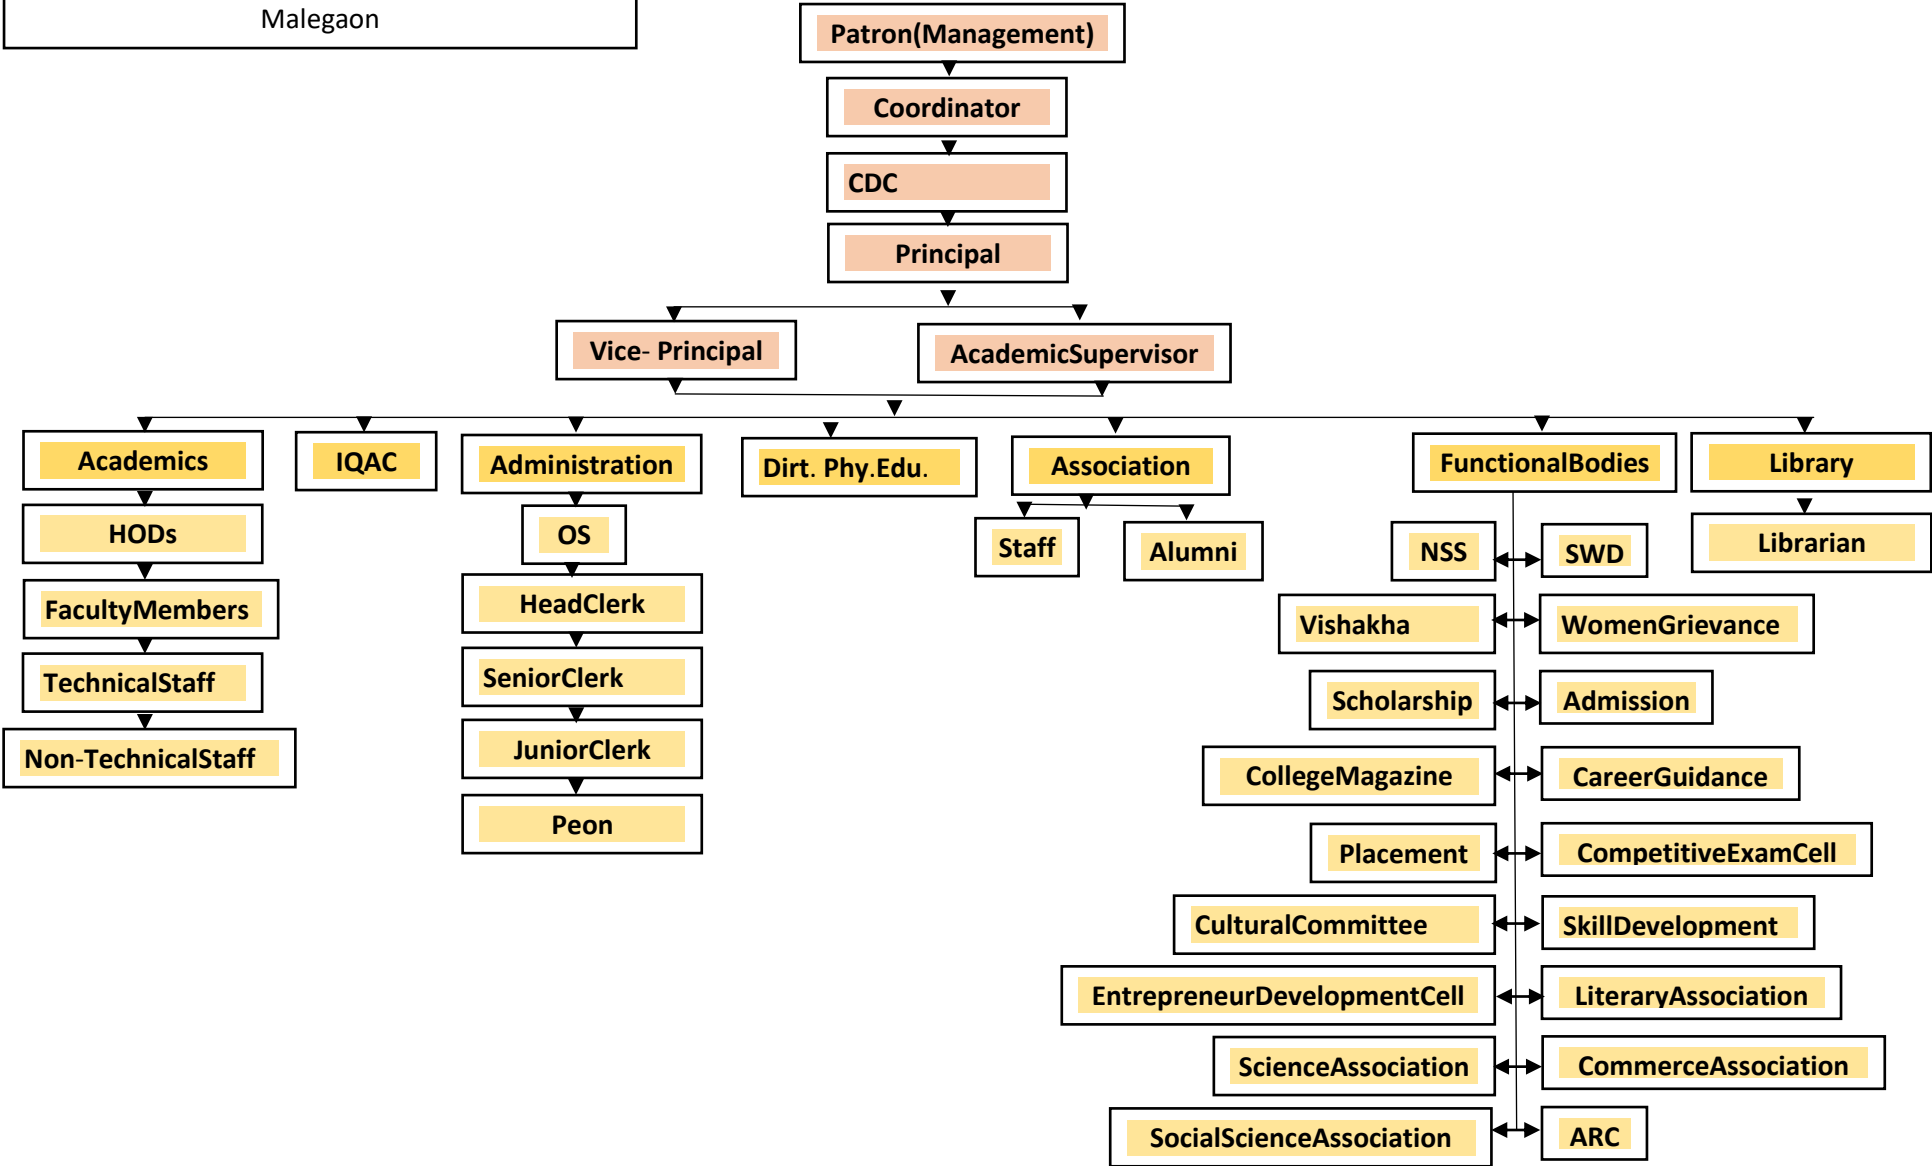 Malegaon
Patron(Management)
Coordinator
CDC
Principal
Vice- Principal
AcademicSupervisor
Academics
IQAC
Administration
Dirt. Phy.Edu.
Association
FunctionalBodies
Library
HODs
OS
Staff
Alumni
NSS
SWD
Librarian
FacultyMembers
HeadClerk
Vishakha
WomenGrievance
TechnicalStaff
SeniorClerk
Scholarship
Admission
Non-TechnicalStaff
JuniorClerk
CollegeMagazine
CareerGuidance
Peon
Placement
CompetitiveExamCell
CulturalCommittee
SkillDevelopment
EntrepreneurDevelopmentCell
LiteraryAssociation
ScienceAssociation
CommerceAssociation
SocialScienceAssociation
ARC